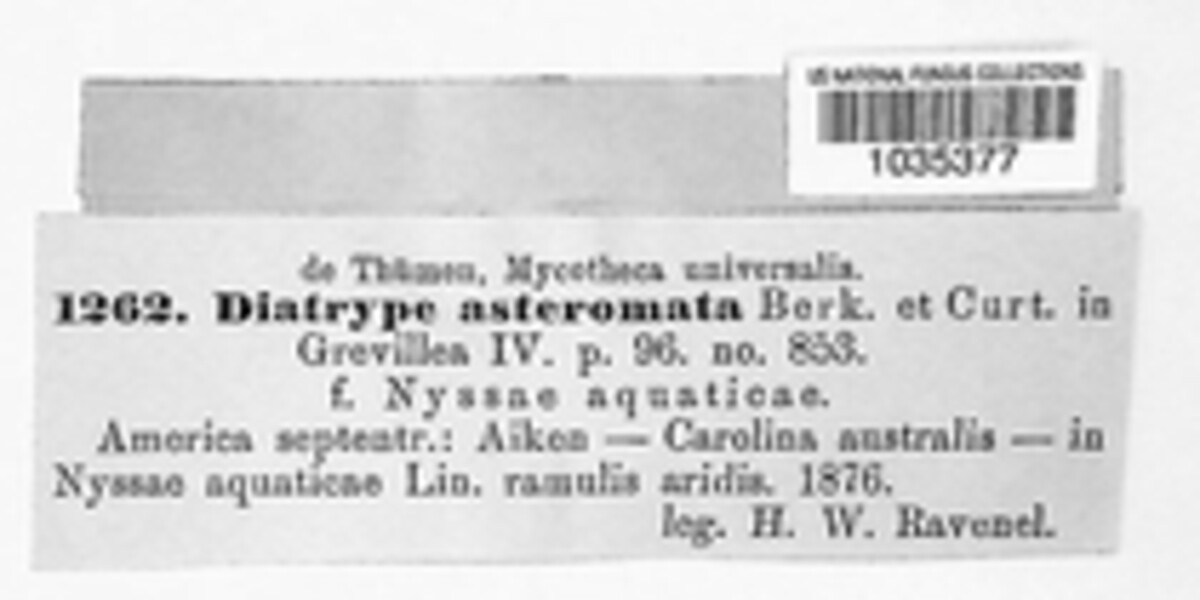 US NATIONAL FUNGUS COLLECTIONS
1035377
de Thümen, Mycotheca universalis.
1262. Diatrype asteromata Berk. et Curt. in
Grevillea IV. p. 96. no. 853.
f. Nyssae aquaticae.
America septentr.: Aiken — Carolina australis — in
Nyssae aquaticae Lin. ramulis aridis. 1876.
leg. H. W. Ravenel.